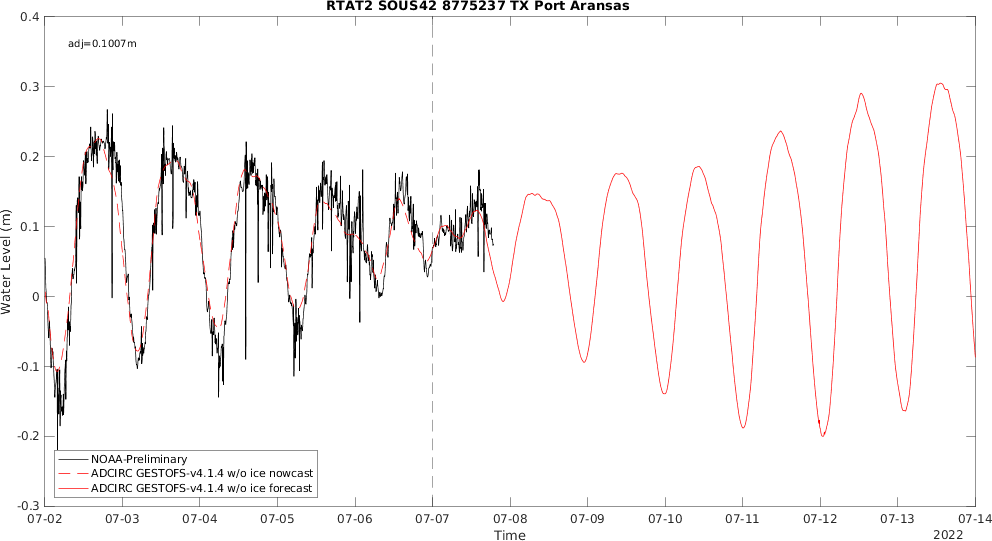 RTAT2 SOUS42 8775237 TX Port Aransas
adj=0.1007m
0.4
0.3
0.2
0.1
0
-0.1
-0.2
-0.3
Water Level (m)
NOAA-Preliminary
ADCIRC GESTOFS-v4.1.4 w/o ice nowcast
ADCIRC GESTOFS-v4.1.4 w/o ice forecast
07-02 07-03 07-04 07-05 07-06 07-07 07-08 07-09 07-10 07-11 07-12 07-13 07-14
Time
2022